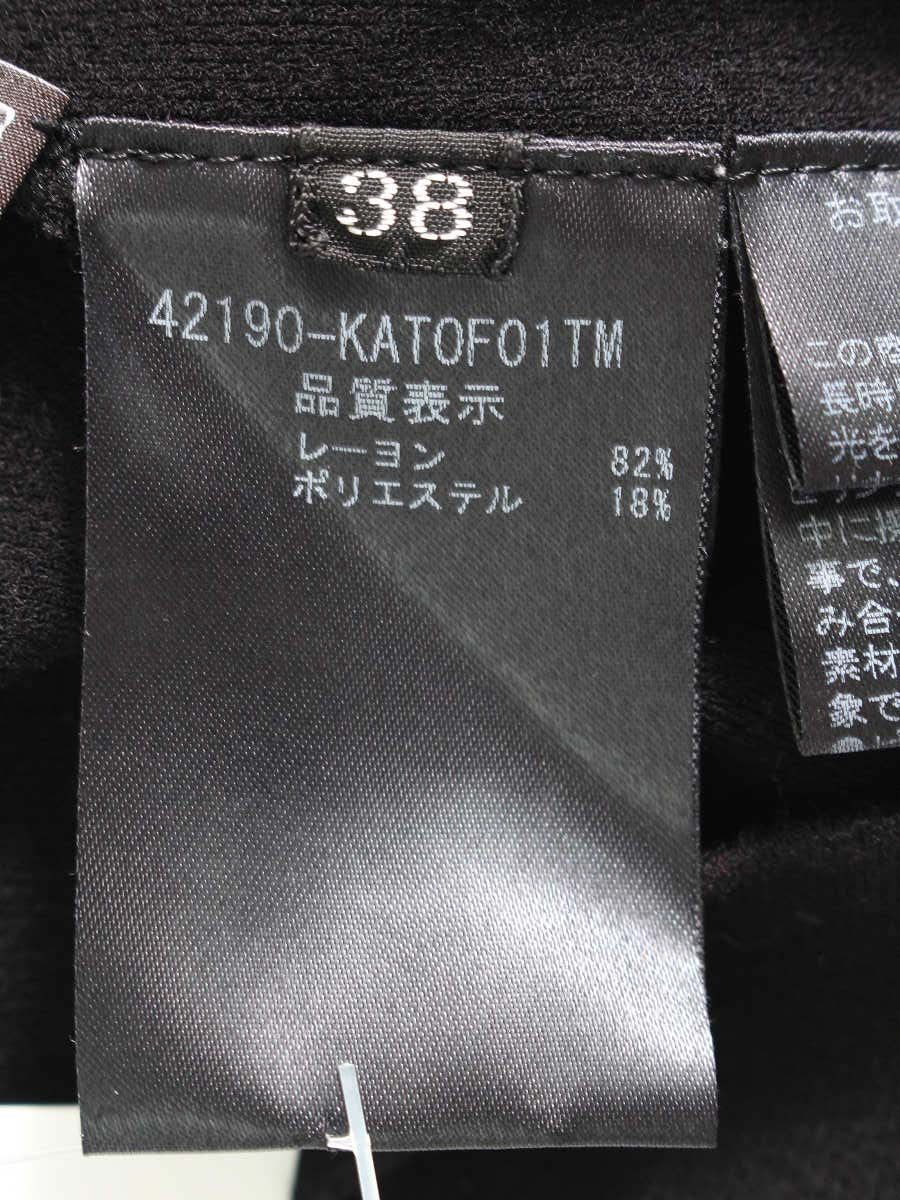 38
42190-KATOF01TM
品質表示
レーヨン 82%
ポリエステル 18%
お取
この
長時
光を
中に
事で、
み合
素材
象で